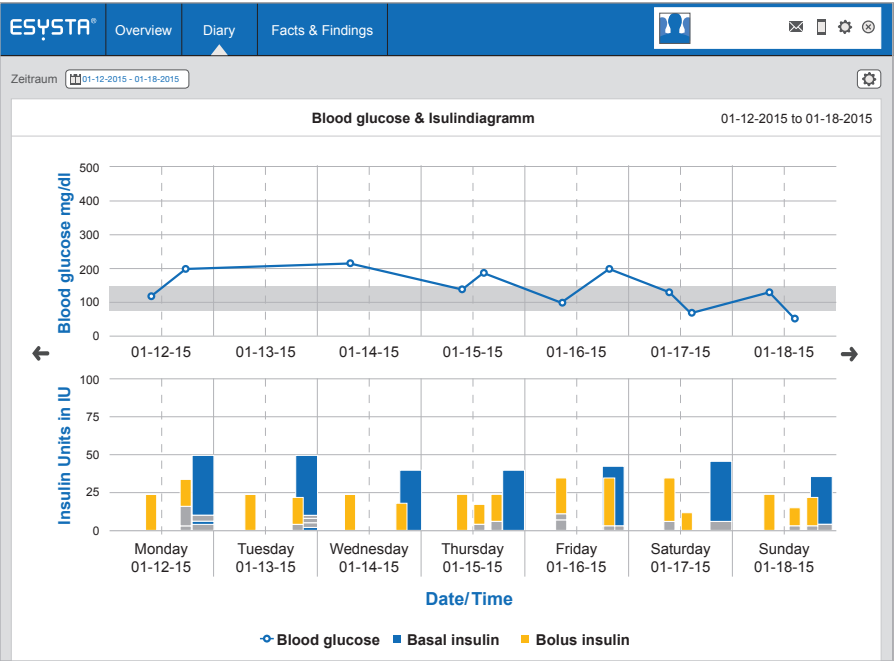 ESYSTA®
Overview
Diary
Facts & Findings
Zeitraum
01-12-2015 - 01-18-2015
Blood glucose & Isulindiagramm
01-12-2015 to 01-18-2015
Blood glucose mg/dl
500
400
300
200
100
0
01-12-15 01-13-15 01-14-15 01-15-15 01-16-15 01-17-15 01-18-15
Insulin Units in IU
100
75
50
25
0
Monday Tuesday Wednesday Thursday Friday Saturday Sunday
01-12-15 01-13-15 01-14-15 01-15-15 01-16-15 01-17-15 01-18-15
Date/Time
Blood glucose Basal insulin Bolus insulin